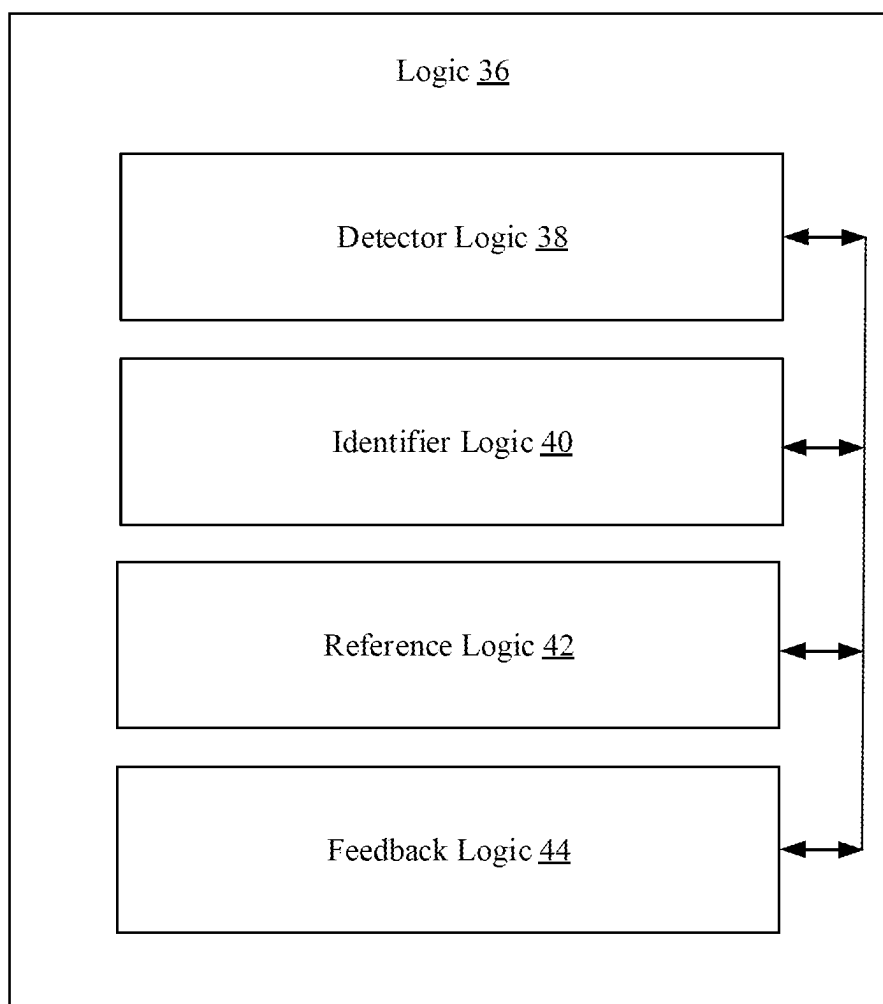 Logic 36
Detector Logic 38
Identifier Logic 40
Reference Logic 42
Feedback Logic 44